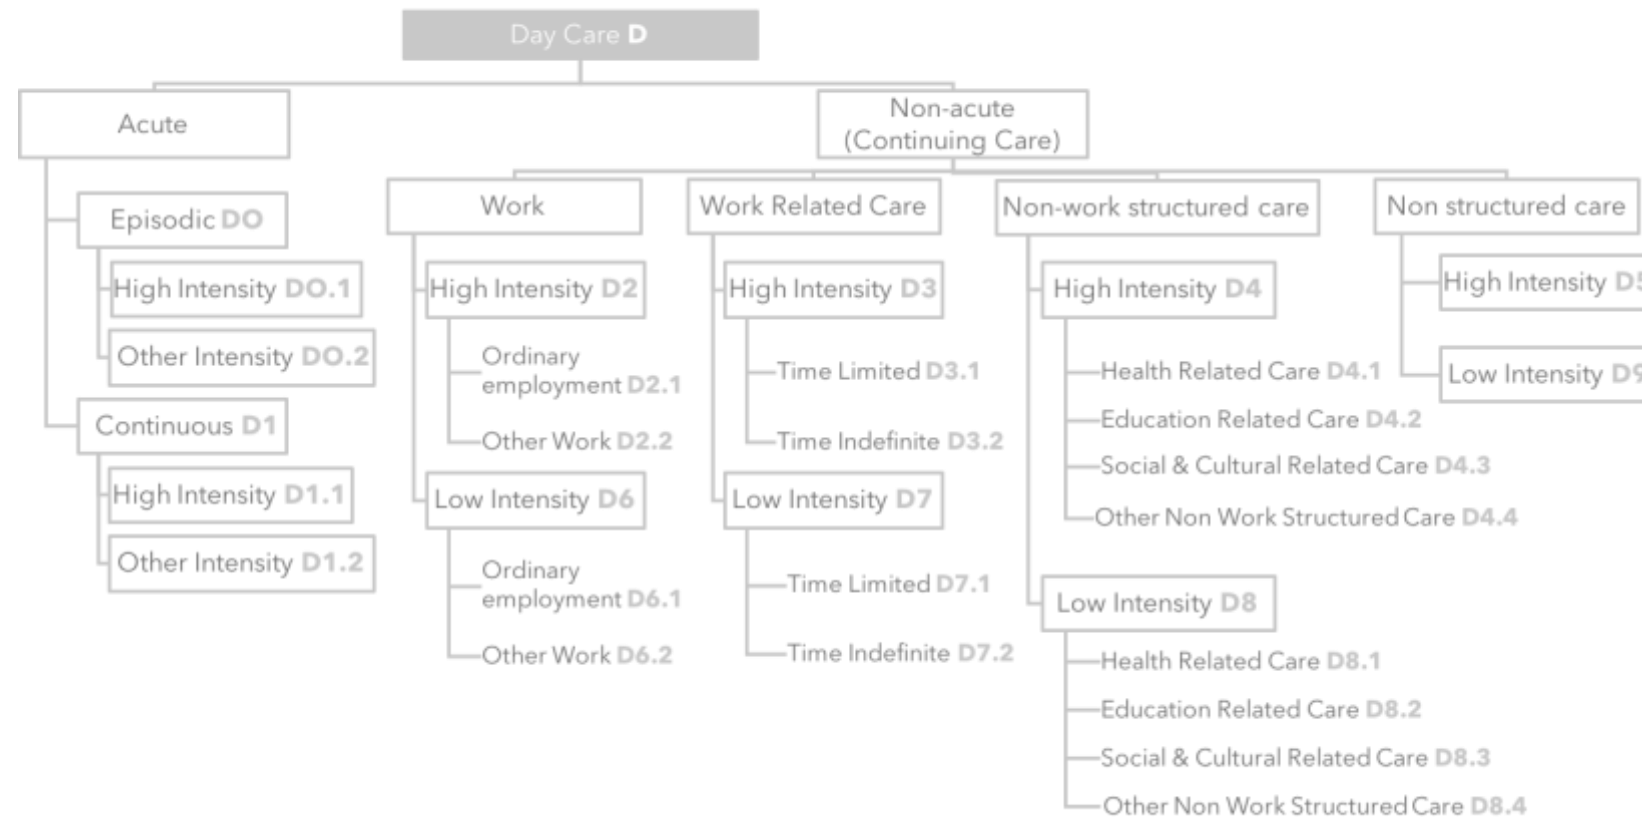 Day Care D
Acute
Non-acute
(Continuing Care)
Episodic DO
High Intensity DO.1
Other Intensity DO.2
Continuous D1
High Intensity D1.1
Other Intensity D1.2
Work
High Intensity D2
Ordinary
employment D2.1
Other Work D2.2
Low Intensity D6
Ordinary
employment D6.1
Other Work D6.2
Work Related Care
High Intensity D3
Time Limited D3.1
Time Indefinite D3.2
Low Intensity D7
Time Limited D7.1
Time Indefinite D7.2
Non-work structured care
High Intensity D4
Health Related Care D4.1
Education Related Care D4.2
Social & Cultural Related Care D4.3
Other Non Work Structured Care D4.4
Low Intensity D8
Health Related Care D8.1
Education Related Care D8.2
Social & Cultural Related Care D8.3
Other Non Work Structured Care D8.4
Non structured care
High Intensity D5
Low Intensity D9